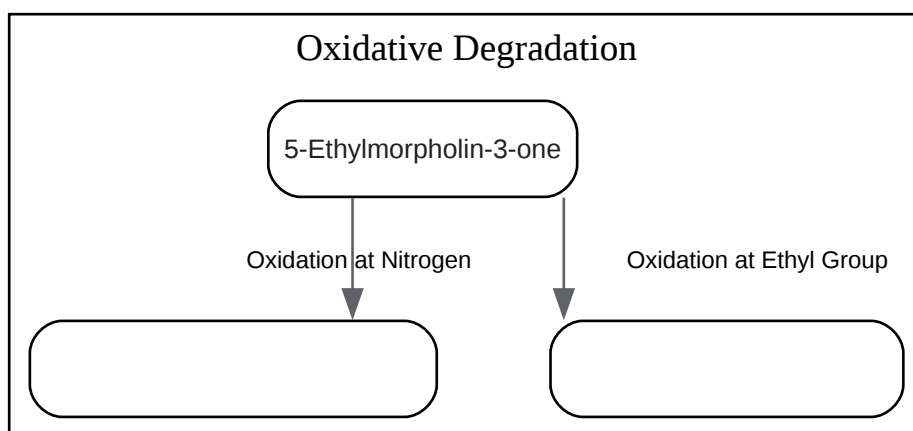 Oxidative Degradation
5-Ethylmorpholin-3-one
Oxidation at Nitrogen
Oxidation at Ethyl Group